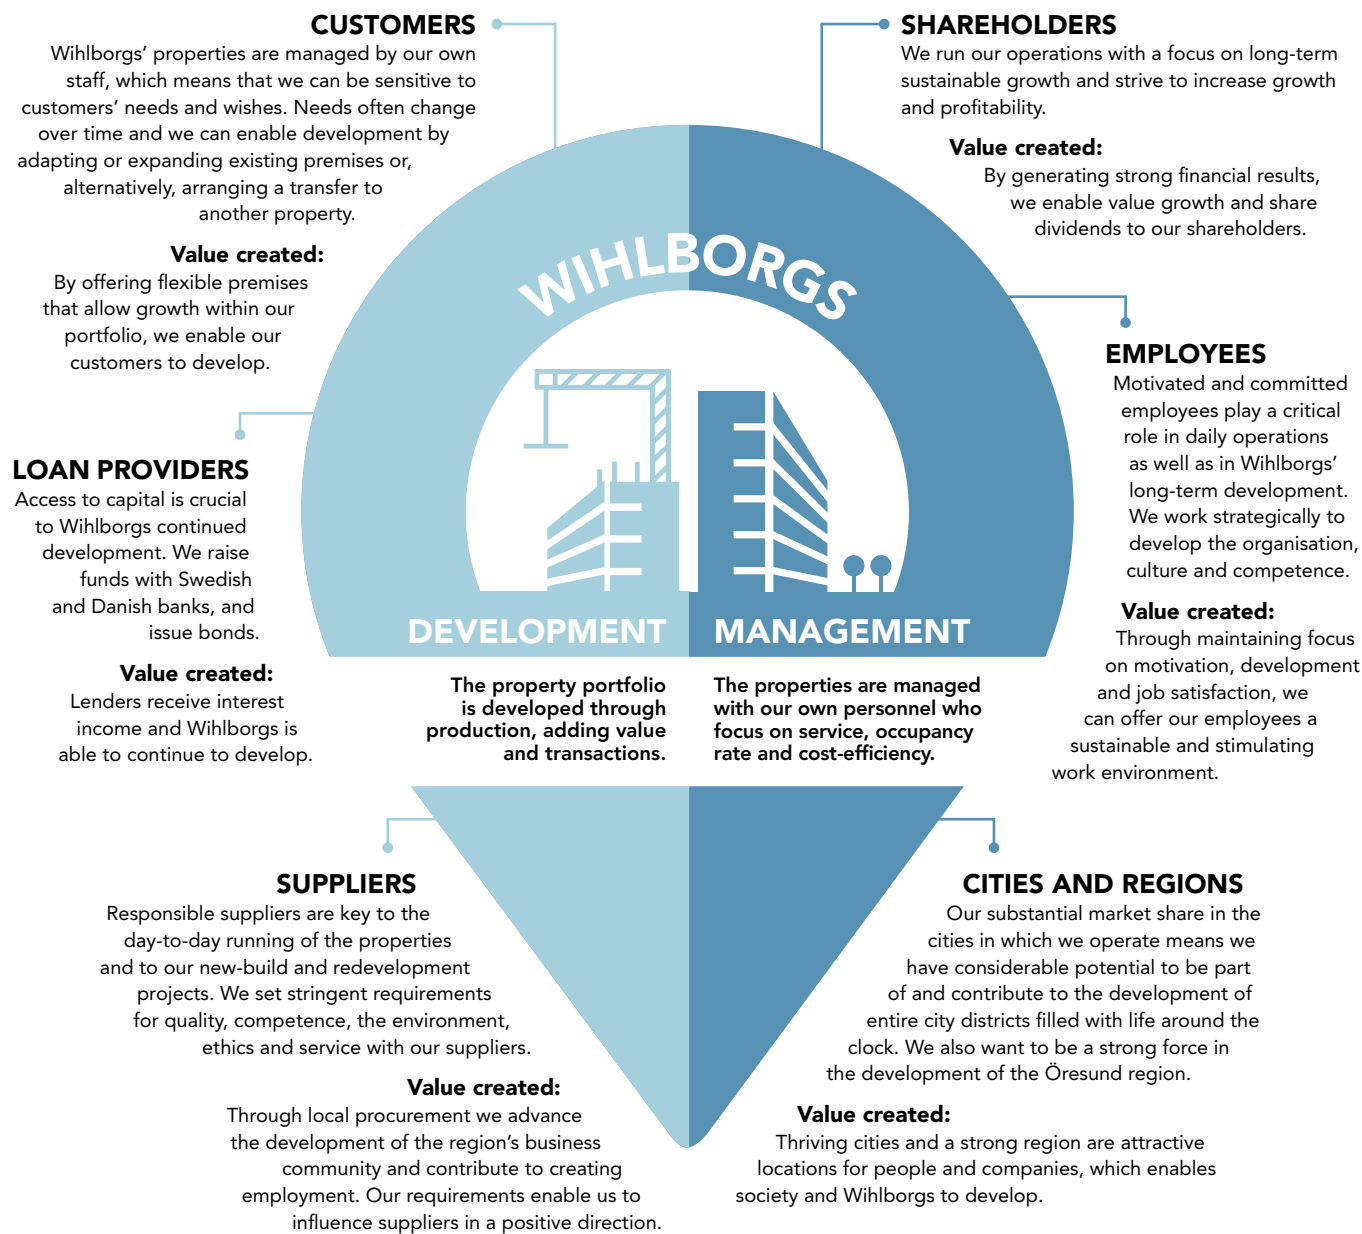 CUSTOMERS
Wihlborgs’ properties are managed by our own
staff, which means that we can be sensitive to
customers’ needs and wishes. Needs often change
over time and we can enable development by
adapting or expanding existing premises or,
alternatively, arranging a transfer to
another property.
Value created:
By offering flexible premises
that allow growth within our
portfolio, we enable our
customers to develop.
SHAREHOLDERS
We run our operations with a focus on long-term
sustainable growth and strive to increase growth
and profitability.
Value created:
By generating strong financial results,
we enable value growth and share
dividends to our shareholders.
WIHLBORGS
LOAN PROVIDERS
Access to capital is crucial
to Wihlborgs continued
development. We raise
funds with Swedish
and Danish banks, and
issue bonds.
Value created:
Lenders receive interest
income and Wihlborgs is
able to continue to develop.
EMPLOYEES
Motivated and committed
employees play a critical
role in daily operations
as well as in Wihlborgs’
long-term development.
We work strategically to
develop the organisation,
culture and competence.
Value created:
Through maintaining focus
on motivation, development
and job satisfaction, we
can offer our employees a
sustainable and stimulating
work environment.
DEVELOPMENT
The property portfolio
is developed through
production, adding value
and transactions.
MANAGEMENT
The properties are managed
with our own personnel who
focus on service, occupancy
rate and cost-efficiency.
SUPPLIERS
Responsible suppliers are key to the
day-to-day running of the properties
and to our new-build and redevelopment
projects. We set stringent requirements
for quality, competence, the environment,
ethics and service with our suppliers.
Value created:
Through local procurement we advance
the development of the region’s business
community and contribute to creating
employment. Our requirements enable us to
influence suppliers in a positive direction.
CITIES AND REGIONS
Our substantial market share in the
cities in which we operate means we
have considerable potential to be part
of and contribute to the development of
entire city districts filled with life around the
clock. We also want to be a strong force in
the development of the Öresund region.
Value created:
Thriving cities and a strong region are attractive
locations for people and companies, which enables
society and Wihlborgs to develop.